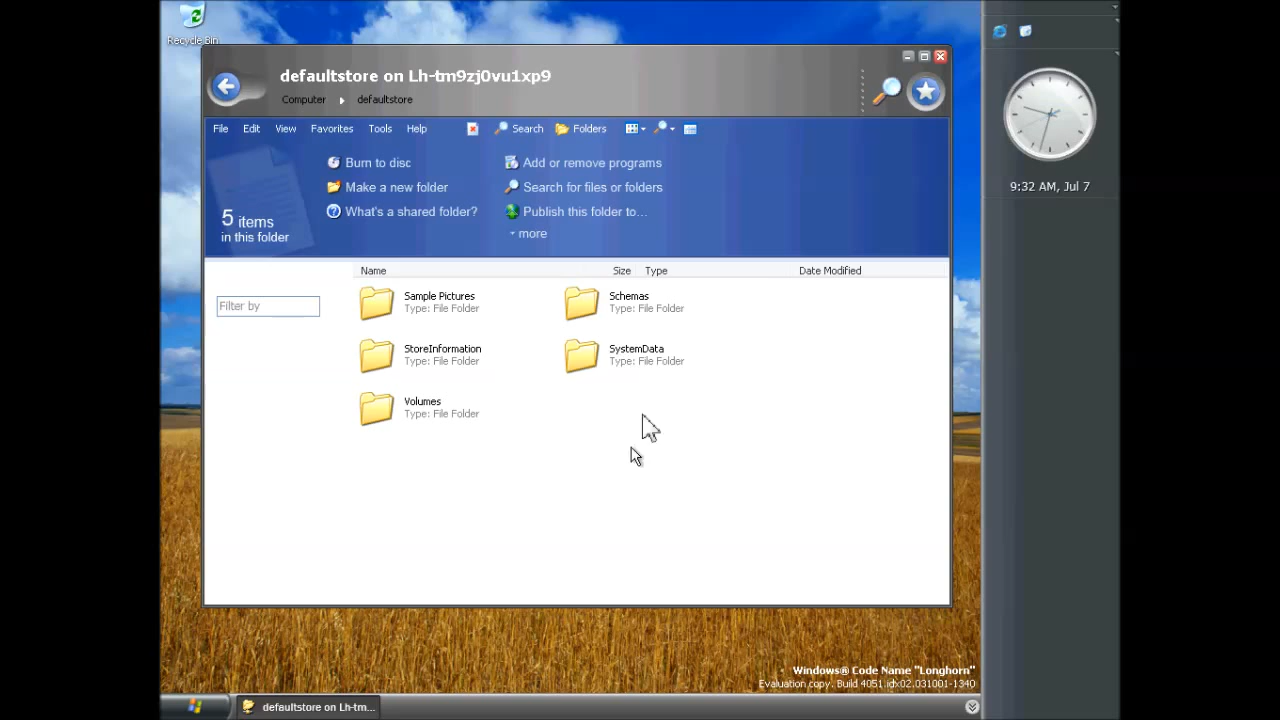 Recycle Bin
defaultstore on Lh-tm9zj0vu1xp9
Computer defaultstore
File Edit View Favorites Tools Help Search Folders
Burn to disc
Make a new folder
What's a shared folder?
Add or remove programs
Search for files or folders
Publish this folder to...
more
5 items
in this folder
Name Size Type Date Modified
Filter by
Sample Pictures
Type: File Folder
Schemas
Type: File Folder
StoreInformation
Type: File Folder
SystemData
Type: File Folder
Volumes
Type: File Folder
9:32 AM, Jul 7
Windows® Code Name "Longhorn"
Evaluation copy. Build 4051.idx02.031001-1340
defaultstore on Lh-tm...